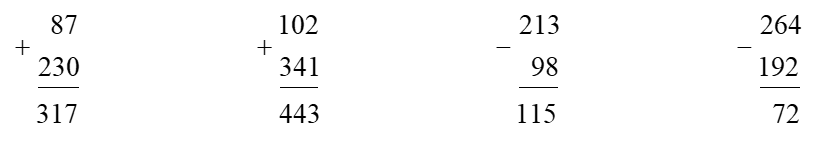 87 102 213 264
+ + – –
230 341 98 192
317 443 115 72